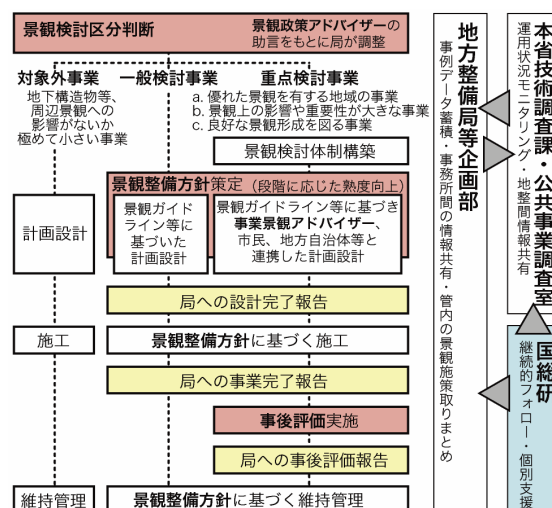 景観検討区分判断
景観政策アドバイザーの
助言をもとに局が調整
対象外事業
地下構造物等、
周辺景観への
影響がないか
極めて小さい事業
一般検討事業
重点検討事業
a. 優れた景観を有する地域の事業
b. 景観上の影響や重要性が大きな事業
c. 良好な景観形成を図る事業
景観検討体制構築
景観整備方針策定（段階に応じた熟度向上）
計画設計
景観ガイド
ライン等に
基づいた
計画設計
景観ガイドライン等に基づき
事業景観アドバイザー、
市民、地方自治体等と
連携した計画設計
局への設計完了報告
施工
景観整備方針に基づく施工
局への事業完了報告
事後評価実施
局への事後評価報告
維持管理
景観整備方針に基づく維持管理
地方整備局等企画部
事例データ蓄積・事務所間の情報共有・管内の景観施策取りまとめ
本省技術調査課・公共事業調査室
運用状況モニタリング・地整間情報共有
国総研
継続的フォロー・個別支援